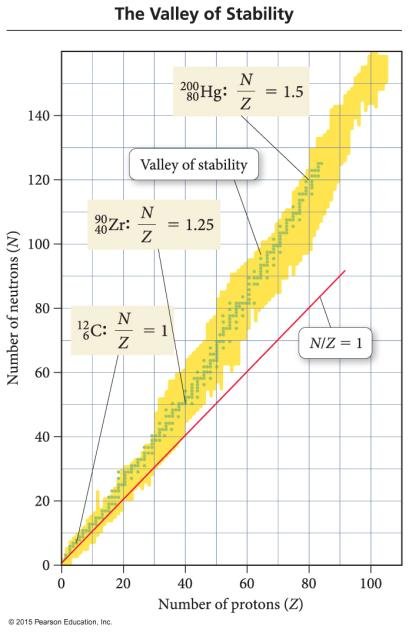 The Valley of Stability
200
80Hg: N/Z = 1.5
Valley of stability
90
40Zr: N/Z = 1.25
12
6C: N/Z = 1
N/Z = 1
Number of neutrons (N)
140
120
100
80
60
40
20
0
0 20 40 60 80 100
Number of protons (Z)
© 2015 Pearson Education, Inc.